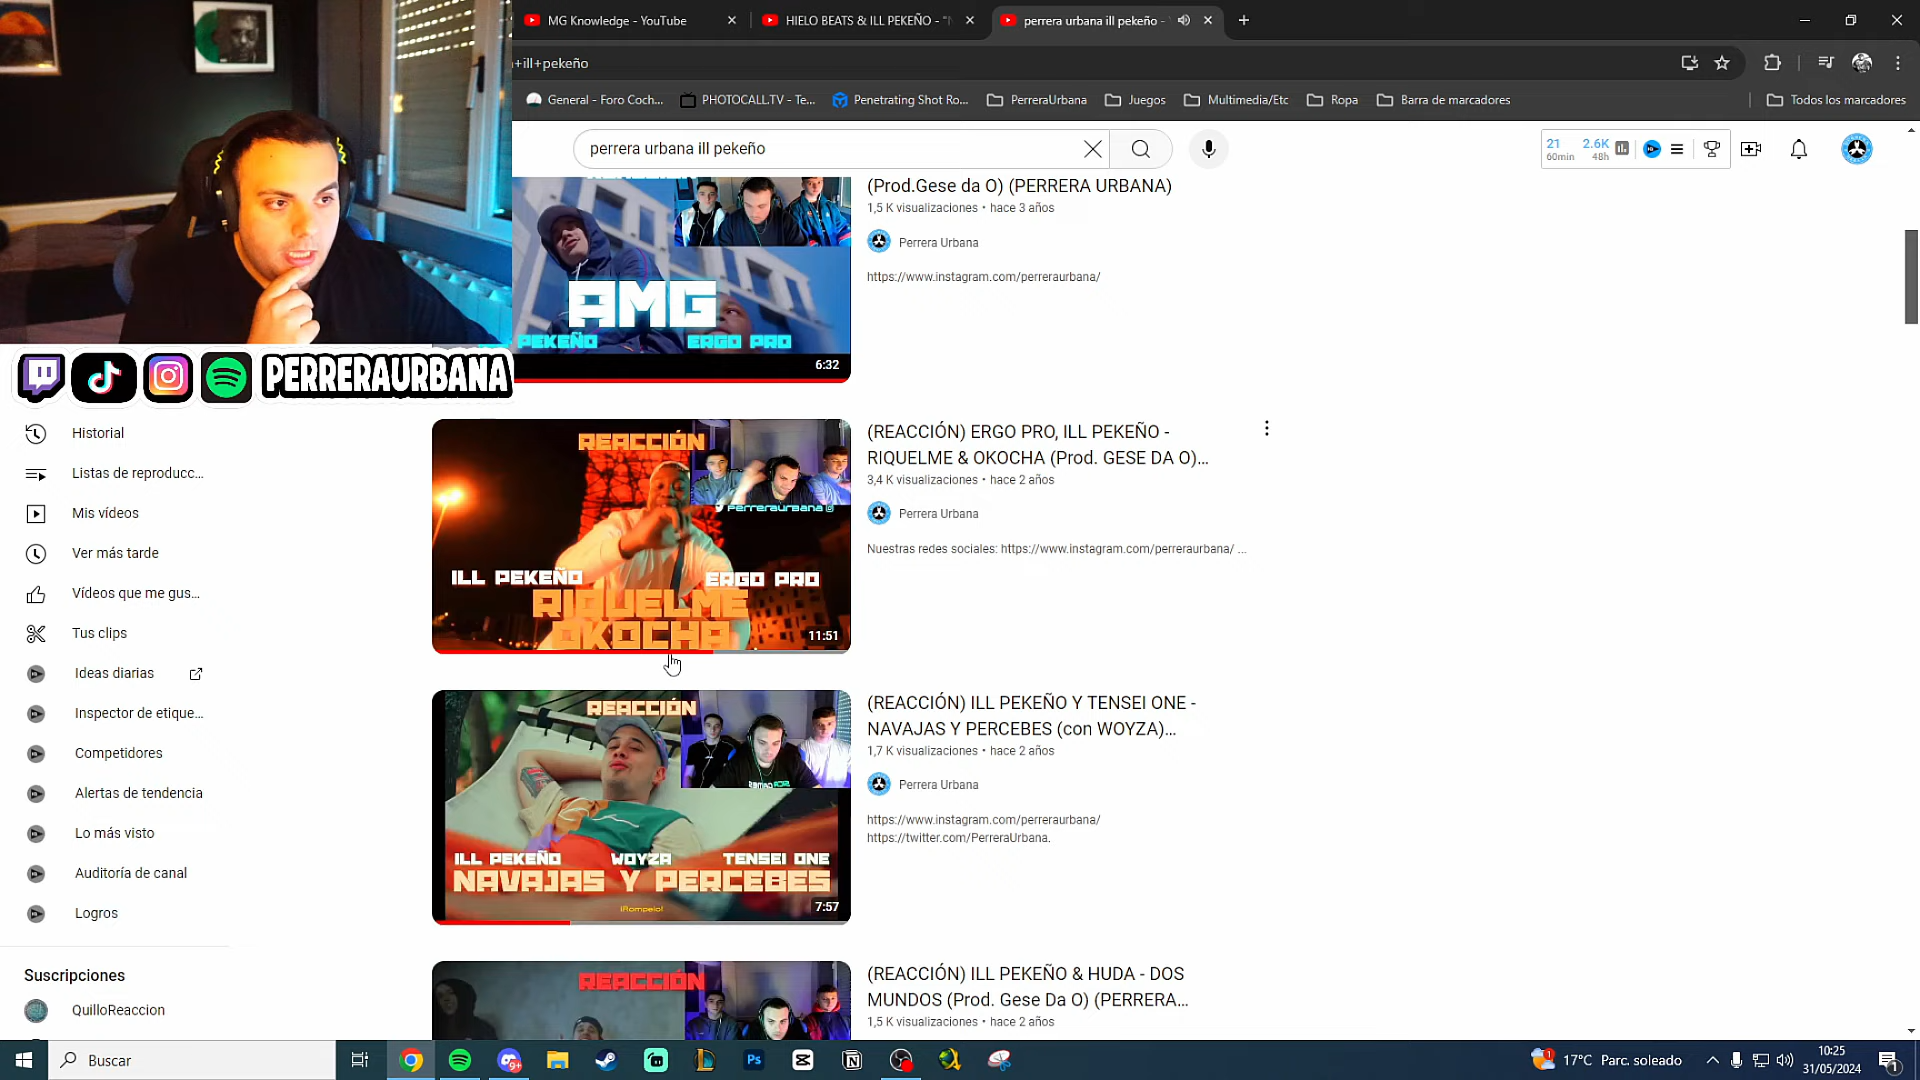 MG Knowledge - YouTube
HIELO BEATS & ILL PEKEÑO - "
perrera urbana ill pekeño -
+ill+pekeño
General - Foro Coch...
PHOTOCALL.TV - Te...
Penetrating Shot Ro...
PerreraUrbana
Juegos
Multimedia/Etc
Ropa
Barra de marcadores
Todos los marcadores
perrera urbana ill pekeño
21
60min
2.6K
48h
(Prod.Gese da O) (PERRERA URBANA)
1,5 K visualizaciones • hace 3 años
Perrera Urbana
https://www.instagram.com/perreraurbana/
AMG
PEKEÑO
ERGO PRO
6:32
PERRERAURBANA
Historial
Listas de reproducc...
Mis vídeos
Ver más tarde
Vídeos que me gus...
Tus clips
Ideas diarias
Inspector de etique...
Competidores
Alertas de tendencia
Lo más visto
Auditoría de canal
Logros
Suscripciones
QuilloReaccion
REACCIÓN
Perreraurbana
ILL PEKEÑO
ERGO PRO
RIQUELME
OKOCHA
11:51
(REACCIÓN) ERGO PRO, ILL PEKEÑO -
RIQUELME & OKOCHA (Prod. GESE DA O)...
3,4 K visualizaciones • hace 2 años
Perrera Urbana
Nuestras redes sociales: https://www.instagram.com/perreraurbana/ ...
REACCIÓN
ILL PEKEÑO
WOYZA
TENSEI ONE
NAVAJAS Y PERCEBES
¡Rompelo!
7:57
(REACCIÓN) ILL PEKEÑO Y TENSEI ONE -
NAVAJAS Y PERCEBES (con WOYZA)...
1,7 K visualizaciones • hace 2 años
Perrera Urbana
https://www.instagram.com/perreraurbana/
https://twitter.com/PerreraUrbana.
REACCIÓN
(REACCIÓN) ILL PEKEÑO & HUDA - DOS
MUNDOS (Prod. Gese Da O) (PERRERA...
1,5 K visualizaciones • hace 2 años
Buscar
9+
Ps
1
17°C Parc. soleado
10:25
31/05/2024
1